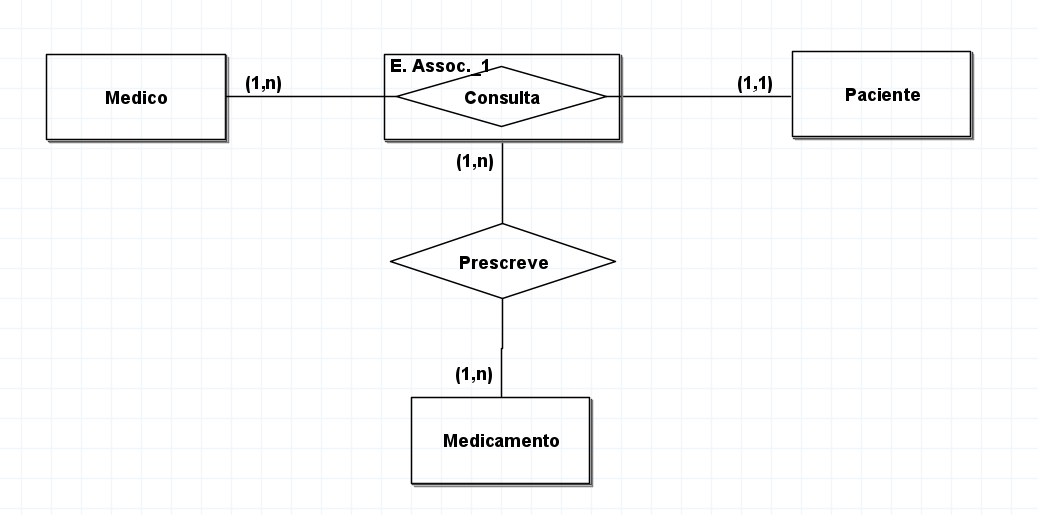 E. Assoc._1
Medico
(1,n)
Consulta
(1,1)
Paciente
(1,n)
Prescreve
(1,n)
Medicamento